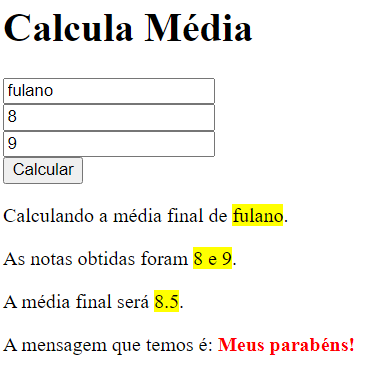 Calcula Média
fulano
8
9
Calcular
Calculando a média final de fulano.
As notas obtidas foram 8 e 9.
A média final será 8.5.
A mensagem que temos é: Meus parabéns!